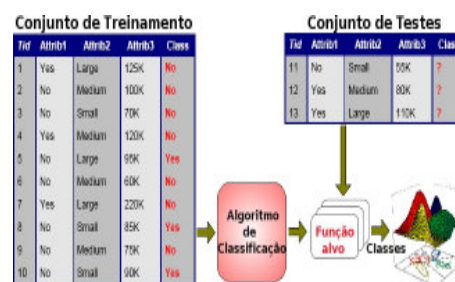 Conjunto de Treinamento
Tid Attrib1 Attrib2 Attrib3 Class
1 Yes Large 125K No
2 No Medium 100K No
3 No Small 70K No
4 Yes Medium 120K No
5 No Large 95K Yes
6 No Medium 60K No
7 Yes Large 220K No
8 No Small 85K Yes
9 No Medium 75K No
10 No Small 90K Yes
Conjunto de Testes
Tid Attrib1 Attrib2 Attrib3 Clas
11 No Small 55K ?
12 Yes Medium 80K ?
13 Yes Large 110K ?
Algoritmo
de
Classificação
Função
alvo
Classes